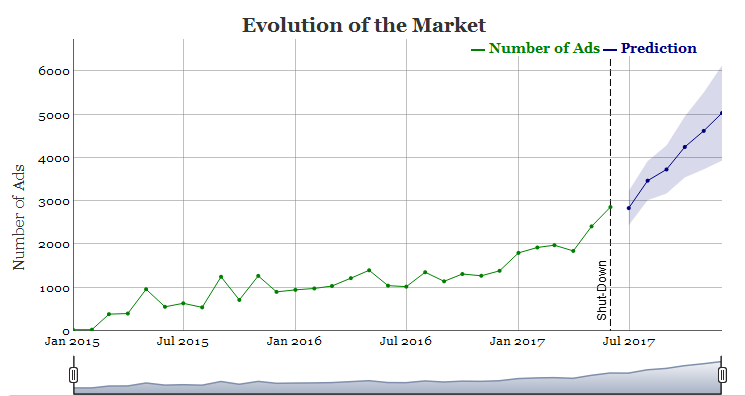 Evolution of the Market
— Number of Ads — Prediction
Number of Ads
6000
5000
4000
3000
2000
1000
0
Shut-Down
Jan 2015 Jul 2015 Jan 2016 Jul 2016 Jan 2017 Jul 2017